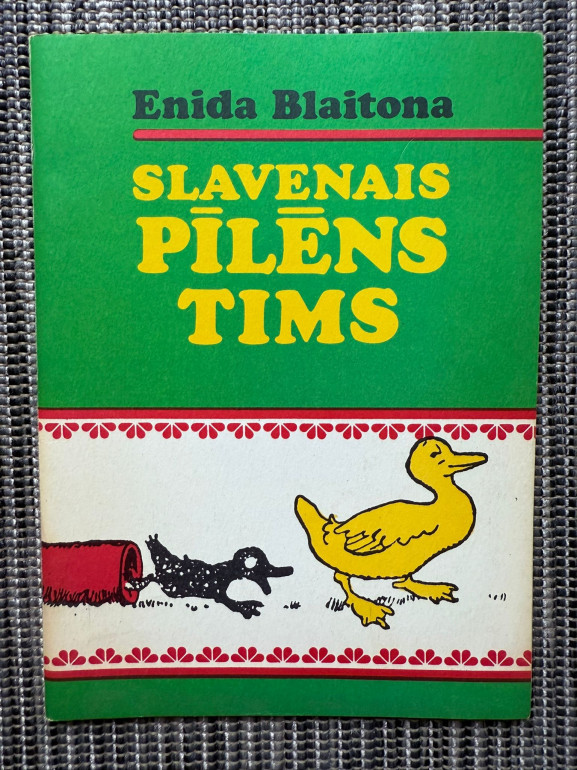 Enida Blaitona
SLAVENAIS
PĪLĒNS
TIMS